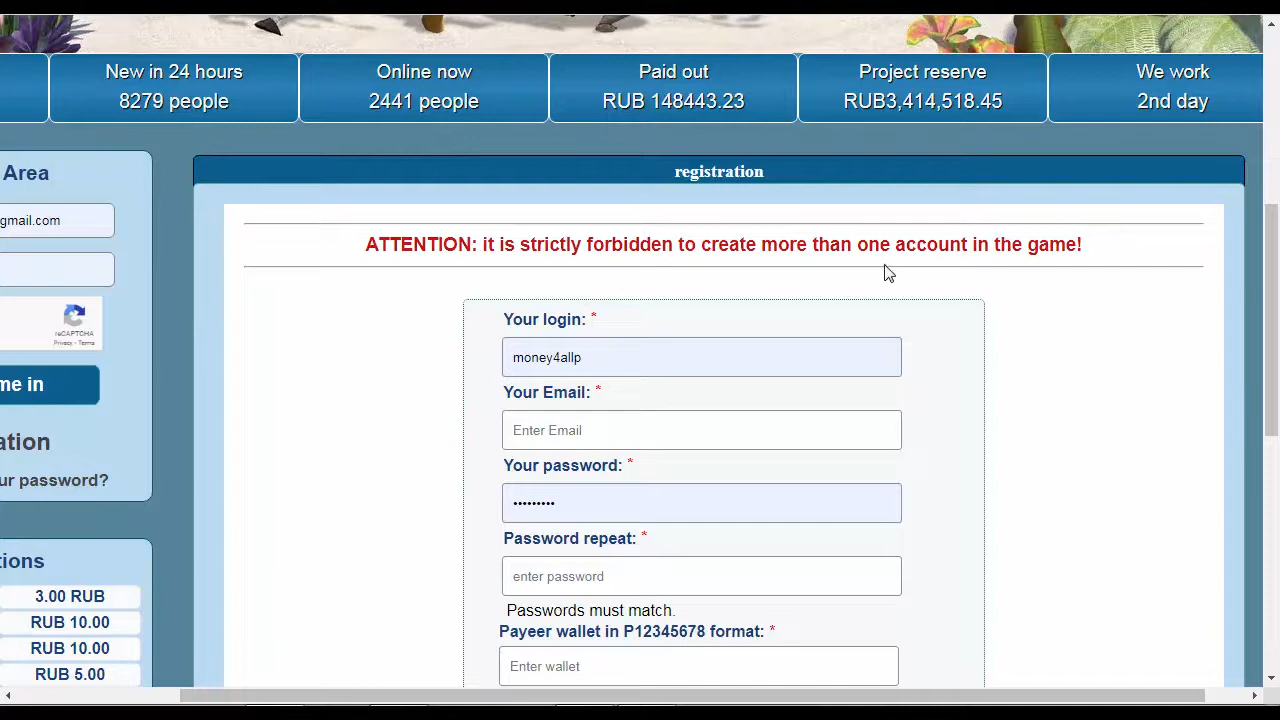 New in 24 hours
8279 people
Online now
2441 people
Paid out
RUB 148443.23
Project reserve
RUB3,414,518.45
We work
2nd day
Area
gmail.com
reCAPTCHA
Privacy - Terms
me in
ation
ur password?
tions
3.00 RUB
RUB 10.00
RUB 10.00
RUB 5.00
registration
ATTENTION: it is strictly forbidden to create more than one account in the game!
Your login: *
money4allp
Your Email: *
Enter Email
Your password: *
•••••••••
Password repeat: *
enter password
Passwords must match.
Payeer wallet in P12345678 format: *
Enter wallet